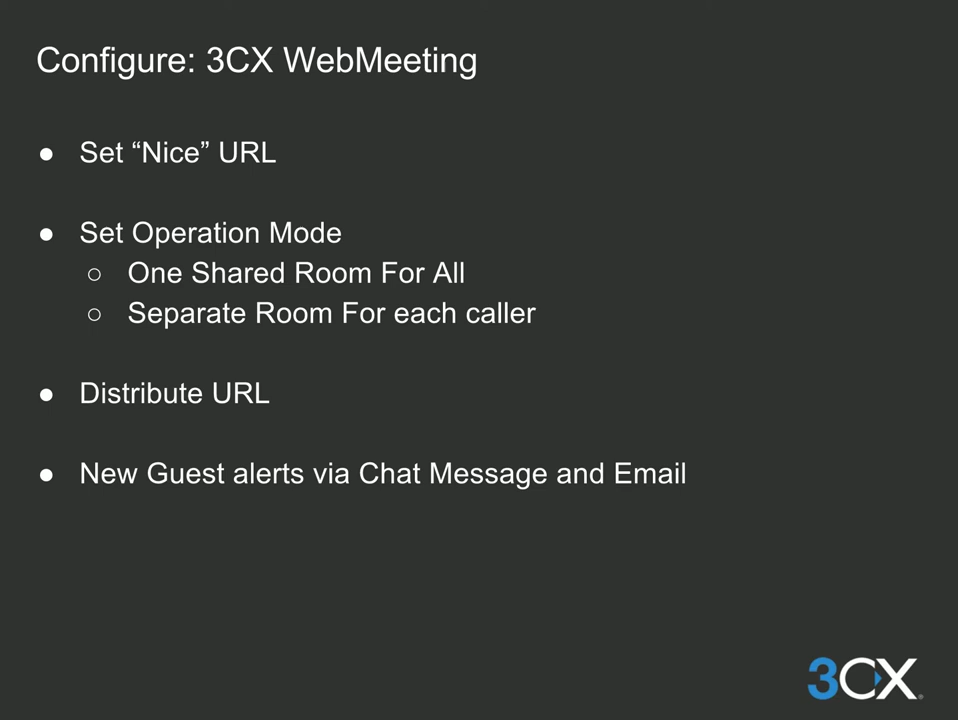 Configure: 3CX WebMeeting
● Set “Nice” URL
● Set Operation Mode
○ One Shared Room For All
○ Separate Room For each caller
● Distribute URL
● New Guest alerts via Chat Message and Email
3CX®